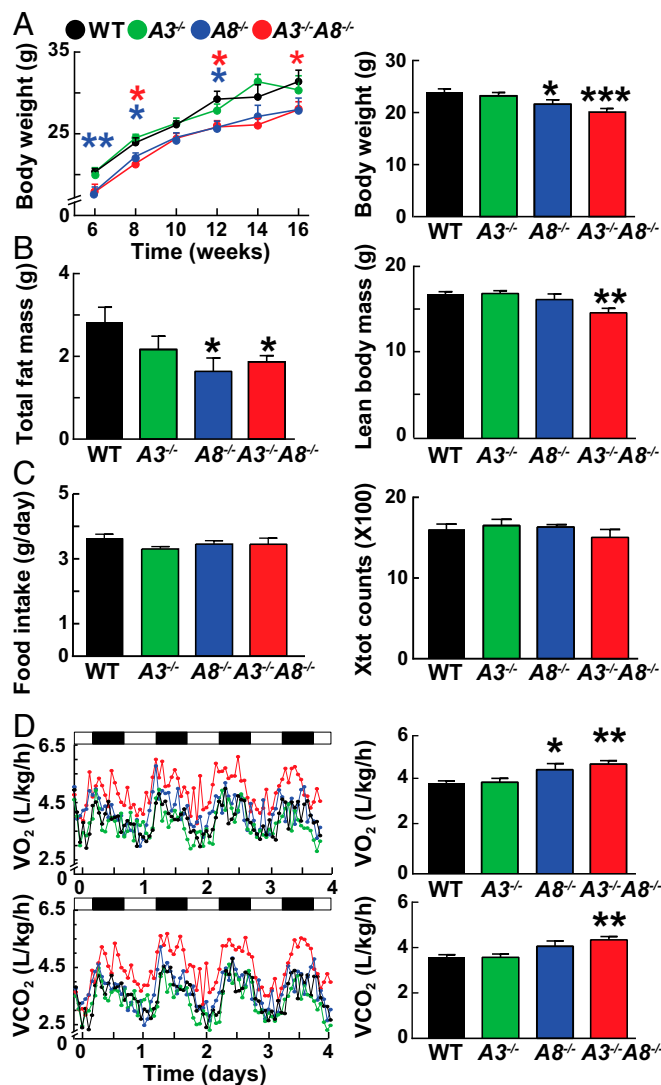 A
WT A3-/- A8-/- A3-/-A8-/-
Body weight (g)
35
25
0
** * * * * *
6 8 10 12 14 16
Time (weeks)
Body weight (g)
30
20
10
0
* ***
WT A3-/- A8-/- A3-/-A8-/-
B
Total fat mass (g)
4
2
0
* *
WT A3-/- A8-/- A3-/-A8-/-
Lean body mass (g)
20
10
0
**
WT A3-/- A8-/- A3-/-A8-/-
C
Food intake (g/day)
5
3
2
0
WT A3-/- A8-/- A3-/-A8-/-
Xtot counts (X100)
20
10
0
WT A3-/- A8-/- A3-/-A8-/-
D
VO2 (L/kg/h)
6.5
4.5
2.5
0
0 1 2 3 4
VO2 (L/kg/h)
6
4
2
0
* **
WT A3-/- A8-/- A3-/-A8-/-
VCO2 (L/kg/h)
6.5
4.5
2.5
0
0 1 2 3 4
Time (days)
VCO2 (L/kg/h)
6
4
2
0
**
WT A3-/- A8-/- A3-/-A8-/-